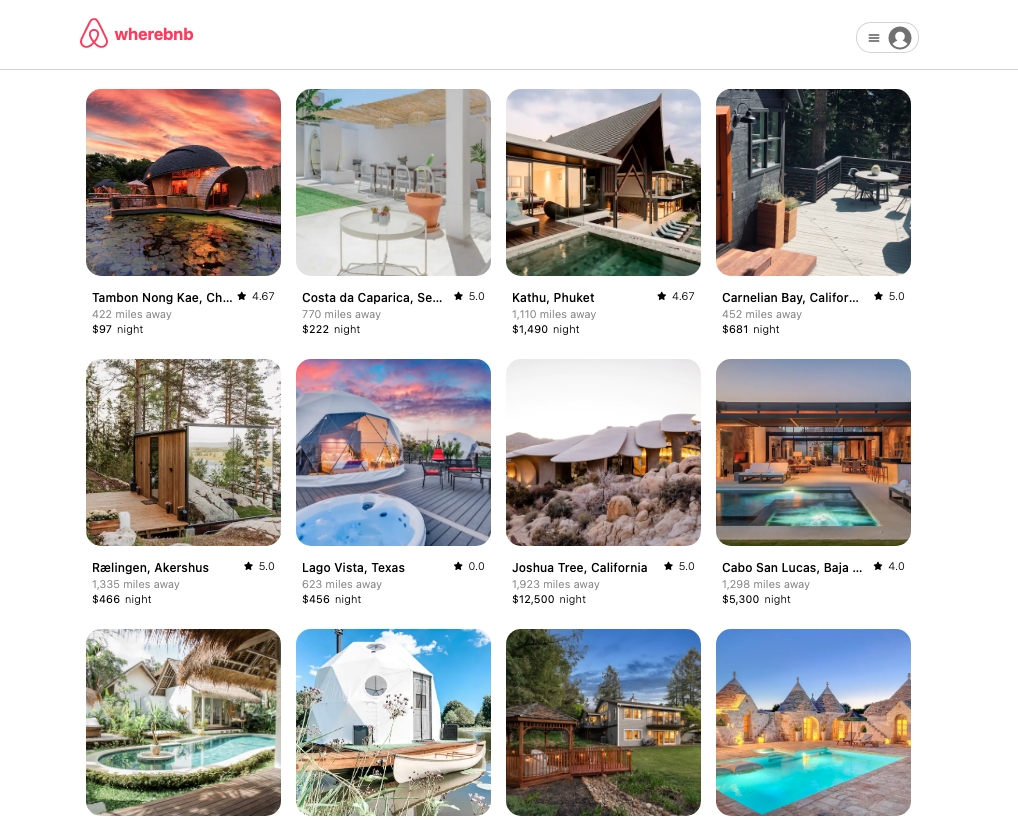 wherebnb
Tambon Nong Kae, Ch... ★ 4.67
422 miles away
$97 night
Costa da Caparica, Se... ★ 5.0
770 miles away
$222 night
Kathu, Phuket ★ 4.67
1,110 miles away
$1,490 night
Carnelian Bay, Califor... ★ 5.0
452 miles away
$681 night
Rælingen, Akershus ★ 5.0
1,335 miles away
$466 night
Lago Vista, Texas ★ 0.0
623 miles away
$456 night
Joshua Tree, California ★ 5.0
1,923 miles away
$12,500 night
Cabo San Lucas, Baja ... ★ 4.0
1,298 miles away
$5,300 night